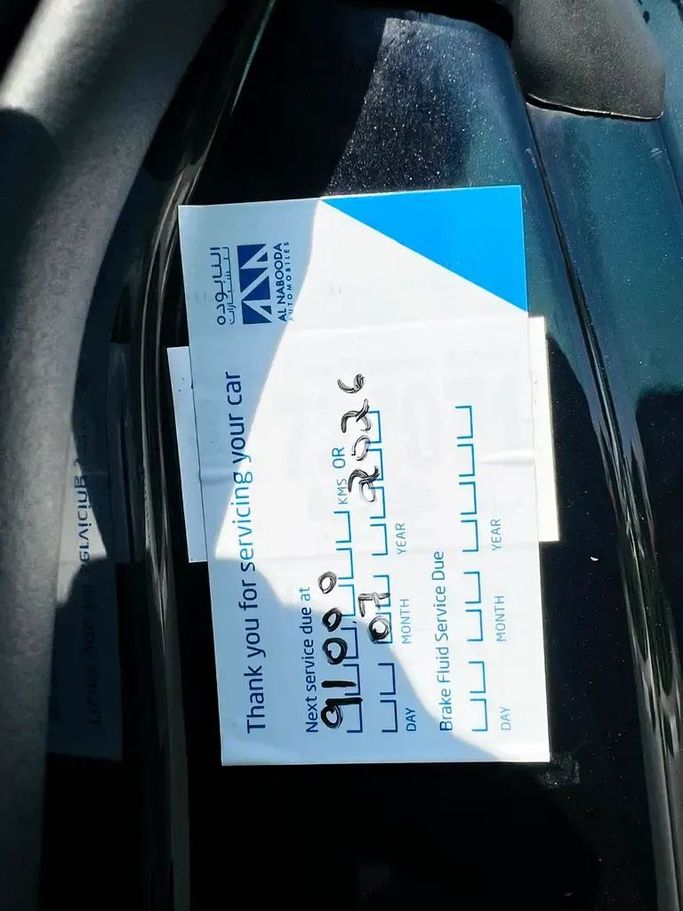 النابوده
للسيارات
AL NABOODA
AUTOMOBILES
Thank you for servicing your car
Next service due at
91000 KMS OR
07 2026
DAY MONTH YEAR
Brake Fluid Service Due
DAY MONTH YEAR